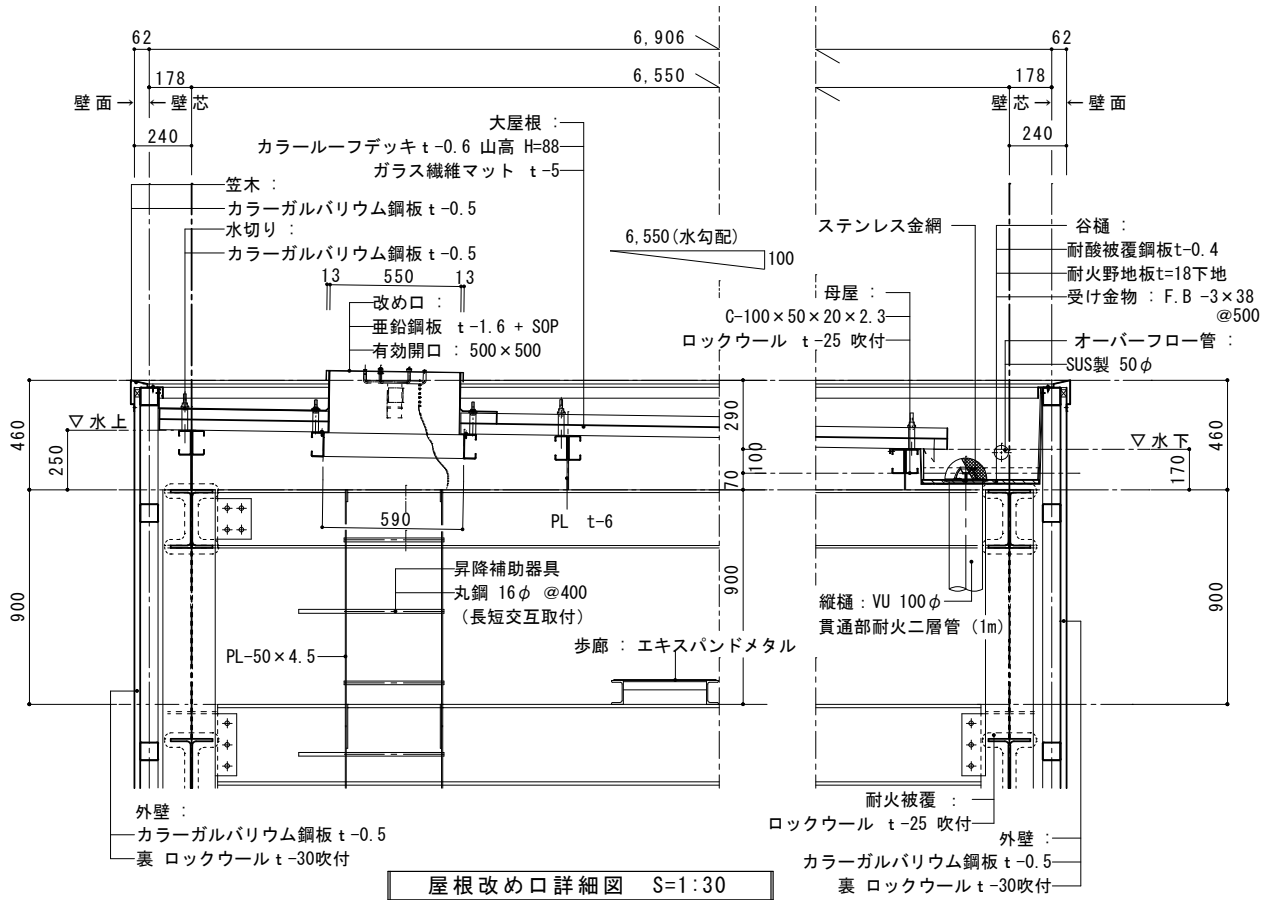 62
6,906
62
178
6,550
178
壁面
壁芯
壁芯
壁面
240
240
大屋根：
カラールーフデッキｔ-0.6 山高 H=88
ガラス繊維マット ｔ-5
笠木：
カラーガルバリウム鋼板ｔ-0.5
水切り：
カラーガルバリウム鋼板ｔ-0.5
6,550(水勾配)
100
ステンレス金網
谷樋：
耐酸被覆鋼板t-0.4
耐火野地板t=18下地
受け金物：F.B -3×38
@500
オーバーフロー管：
SUS製 50φ
13
550
13
改め口：
亜鉛鋼板 ｔ-1.6 + SOP
有効開口：500×500
母屋：
C-100×50×20×2.3
ロックウール ｔ-25 吹付
▽水上
▽水下
460
250
290
100
70
460
170
590
PL ｔ-6
900
900
900
昇降補助器具
丸鋼 16φ @400
（長短交互取付）
PL-50×4.5
歩廊：エキスパンドメタル
縦樋：VU 100φ
貫通部耐火二層管（1m）
外壁：
カラーガルバリウム鋼板ｔ-0.5
裏 ロックウールｔ-30吹付
耐火被覆：
ロックウール ｔ-25 吹付
外壁：
カラーガルバリウム鋼板ｔ-0.5
裏 ロックウールｔ-30吹付
屋根改め口詳細図 S=1:30